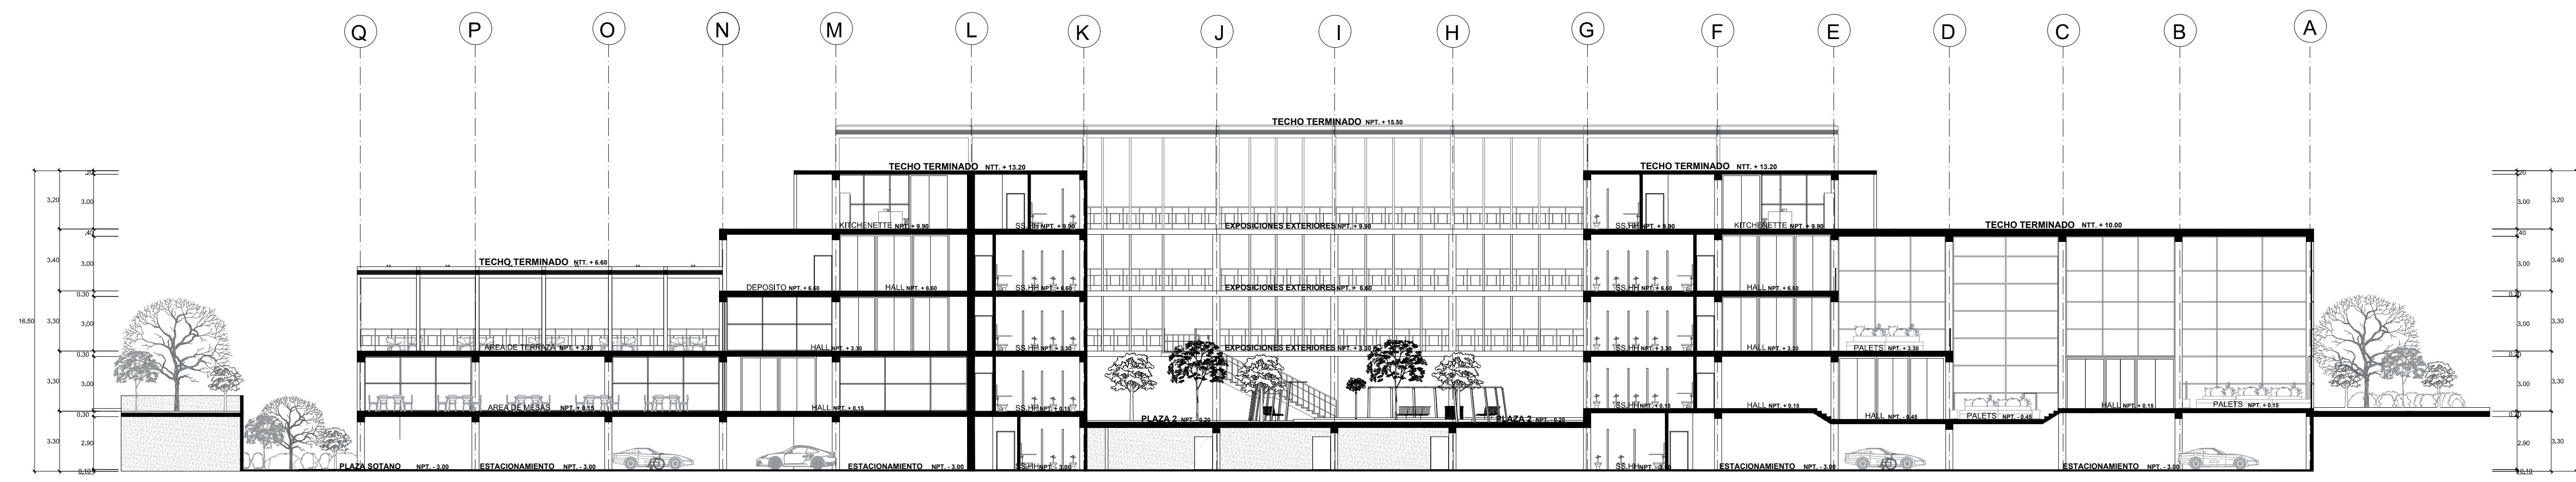 Q P O N M L K J I H G F E D C B A
TECHO TERMINADO NPT. + 15.50
TECHO TERMINADO NTT. + 13.20
TECHO TERMINADO NTT. + 13.20
KITCHENETTE NPT. + 9.90
SS.HH NPT. + 9.90
EXPOSICIONES EXTERIORES NPT. + 9.90
SS.HH NPT. + 9.90
KITCHENETTE NPT. + 9.90
TECHO TERMINADO NTT. + 10.00
TECHO TERMINADO NTT. + 6.60
DEPOSITO NPT. + 6.60
HALL NPT. + 6.60
SS.HH NPT. + 6.60
EXPOSICIONES EXTERIORES NPT. + 6.60
SS.HH NPT. + 6.60
HALL NPT. + 6.60
AREA DE TERRAZA NPT. + 3.30
HALL NPT. + 3.30
SS.HH NPT. + 3.30
EXPOSICIONES EXTERIORES NPT. + 3.30
SS.HH NPT. + 3.30
HALL NPT. + 3.30
PALETS NPT. + 3.30
AREA DE MESAS NPT. + 0.15
HALL NPT. + 0.15
SS.HH NPT. + 0.15
PLAZA 2 NPT. - 0.20
PLAZA 2 NPT. - 0.20
SS.HH NPT. + 0.15
HALL NPT. + 0.15
HALL NPT. - 0.45
PALETS NPT. - 0.45
HALL NPT. + 0.15
PALETS NPT. + 0.15
PLAZA SOTANO NPT. - 3.00
ESTACIONAMIENTO NPT. - 3.00
ESTACIONAMIENTO NPT. - 3.00
SS.HH NPT. - 3.00
SS.HH NPT. - 3.00
ESTACIONAMIENTO NPT. - 3.00
ESTACIONAMIENTO NPT. - 3.00
16,50
3,20
3,40
3,30
3,30
3,30
,20
3.00
,40
3,00
0.30
3,00
0.30
3,00
0.30
2.90
0,10
3.00
3,00
3,00
3,00
2.90
3,20
3,40
3,30
3,30
3,30